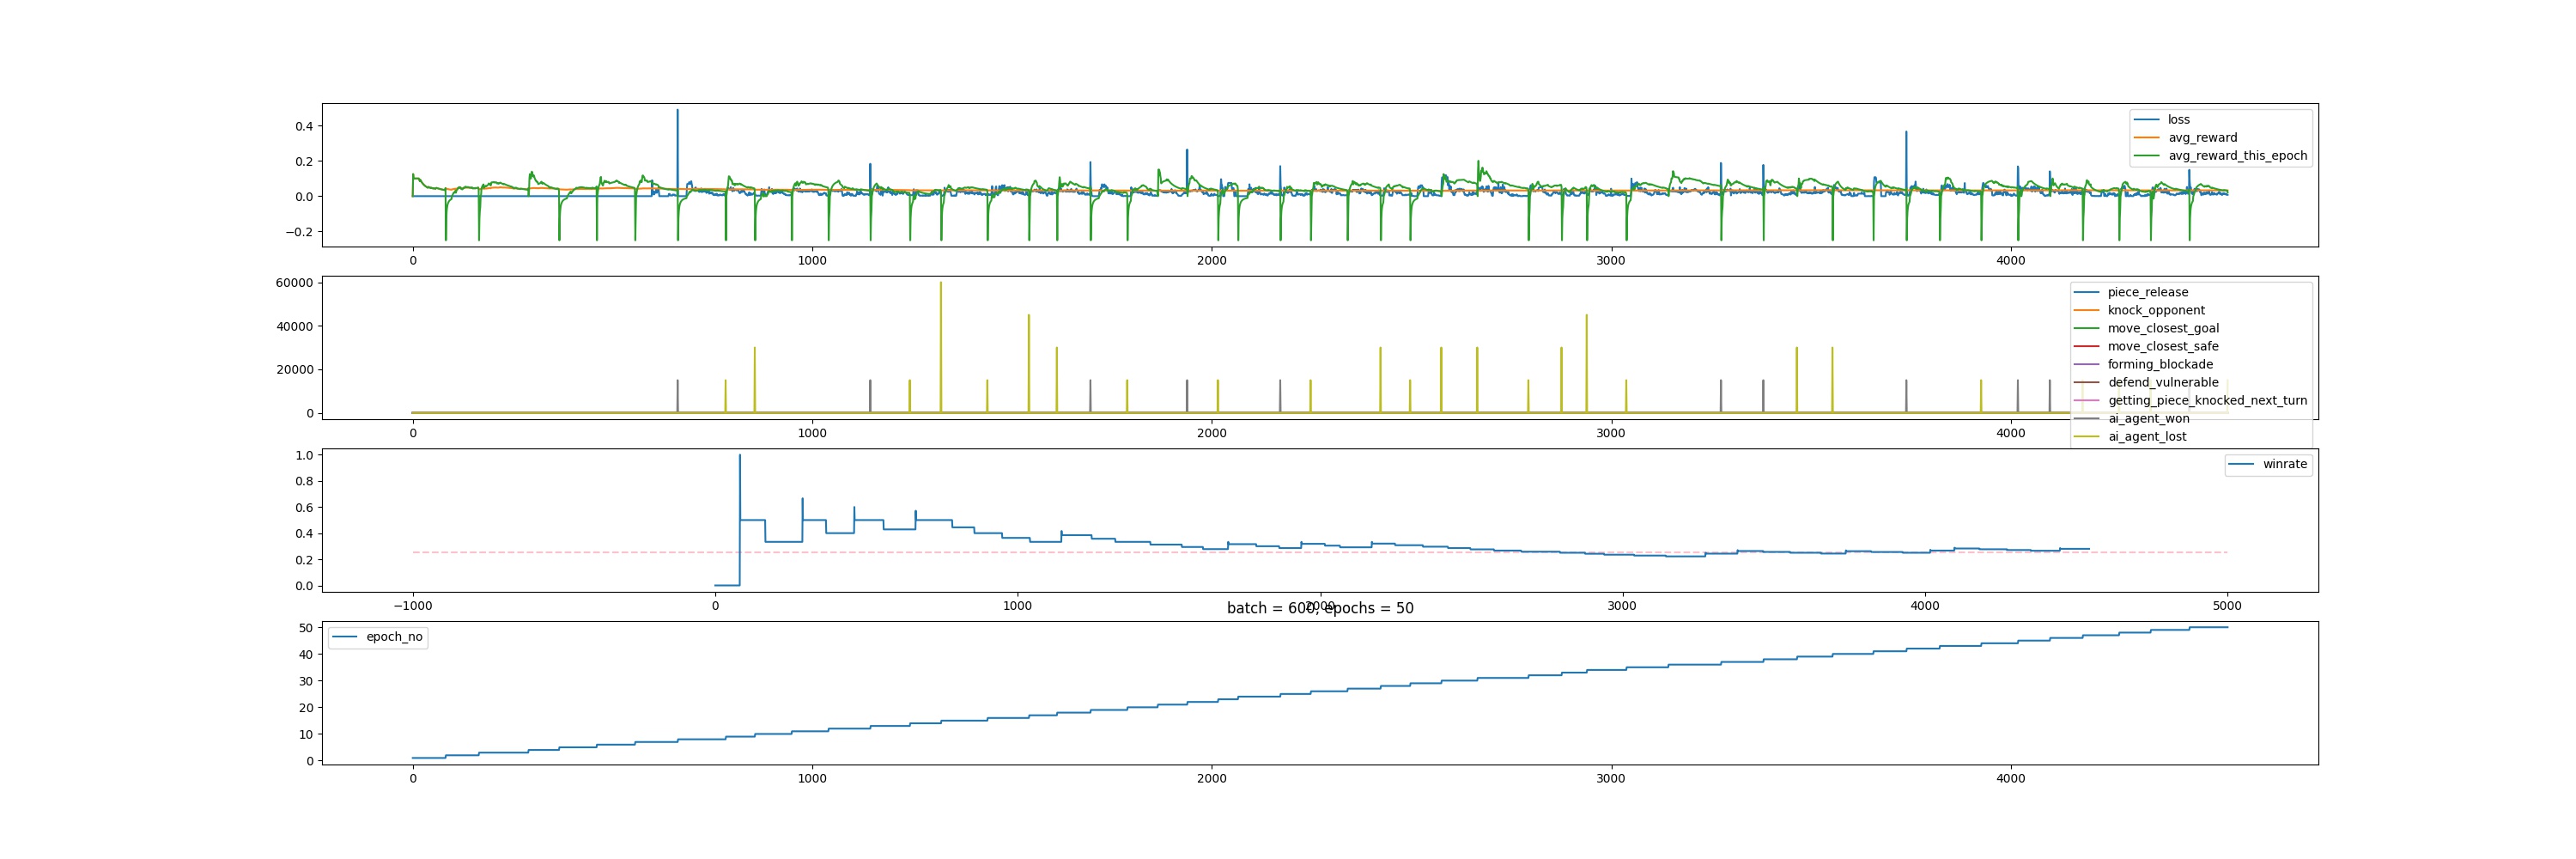 0.4
0.2
0.0
−0.2
loss
avg_reward
avg_reward_this_epoch
0 1000 2000 3000 4000
60000
40000
20000
0
piece_release
knock_opponent
move_closest_goal
move_closest_safe
forming_blockade
defend_vulnerable
getting_piece_knocked_next_turn
ai_agent_won
ai_agent_lost
0 1000 2000 3000 4000
1.0
0.8
0.6
0.4
0.2
0.0
winrate
−1000 0 1000 2000 3000 4000 5000
batch = 600, epochs = 50
50
40
30
20
10
0
epoch_no
0 1000 2000 3000 4000